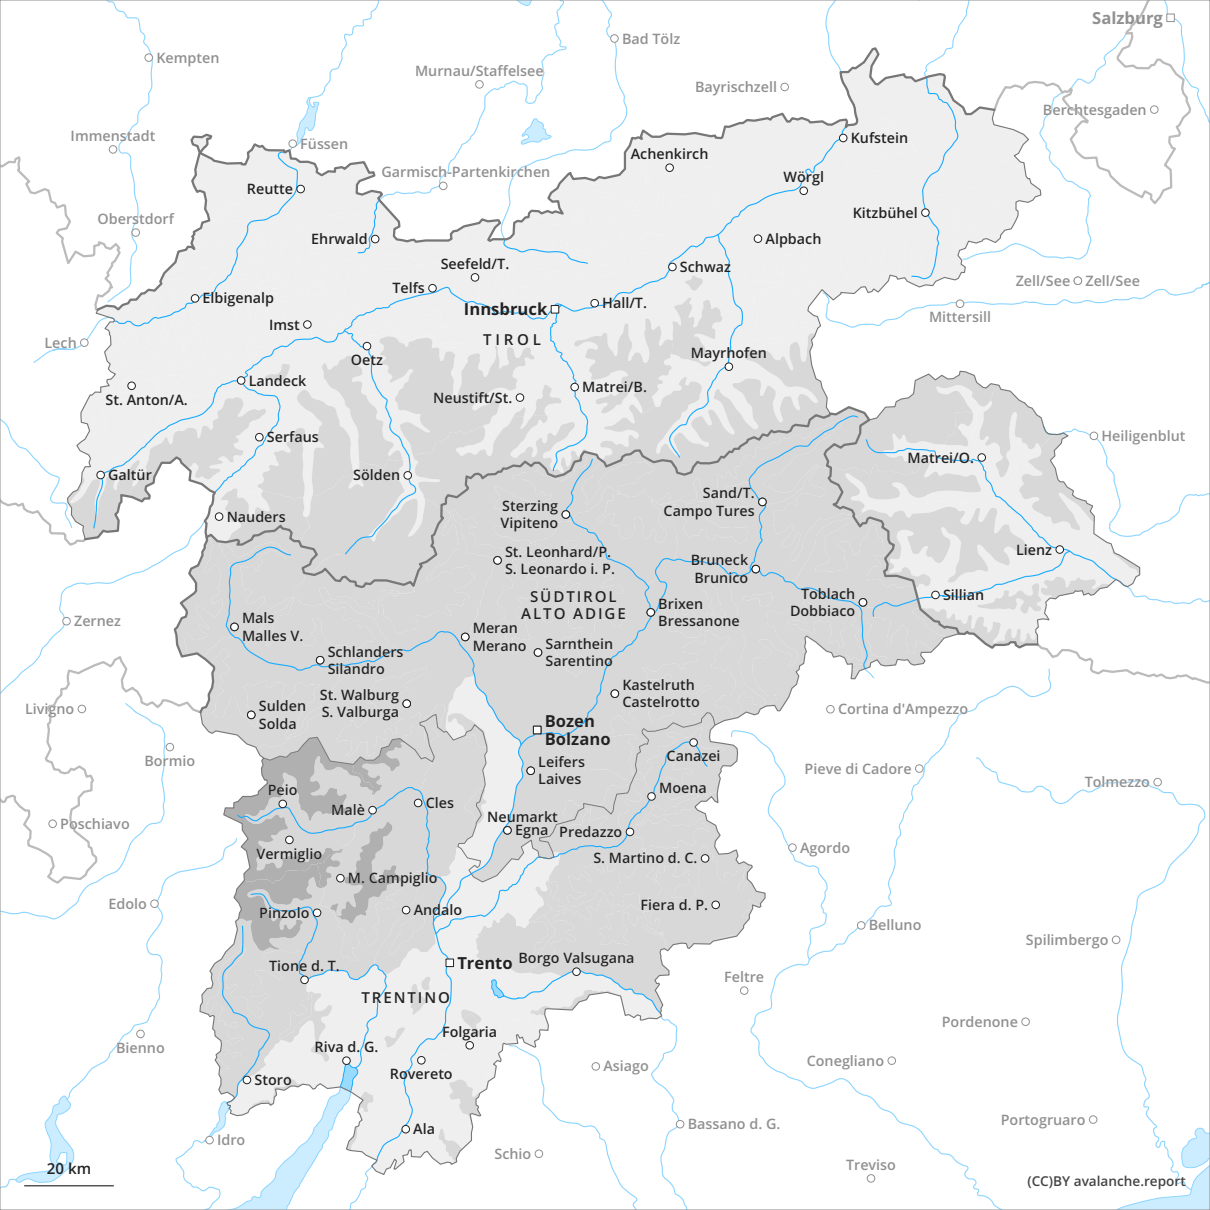 Salzburg
Bad Tölz
Kempten
Murnau/Staffelsee
Bayrischzell
Berchtesgaden
Immenstadt
Füssen
Kufstein
Achenkirch
Garmisch-Partenkirchen
Wörgl
Reutte
Oberstdorf
Kitzbühel
Ehrwald
Alpbach
Seefeld/T.
Schwaz
Zell/See
Zell/See
Telfs
Elbigenalp
Hall/T.
Innsbruck
Mittersill
Imst
TIROL
Lech
Mayrhofen
Oetz
Landeck
Matrei/B.
St. Anton/A.
Neustift/St.
Serfaus
Heiligenblut
Matrei/O.
Galtür
Sölden
Sand/T.
Campo Tures
Sterzing
Vipiteno
Nauders
Lienz
St. Leonhard/P.
S. Leonardo i. P.
Bruneck
Brunico
SÜDTIROL
ALTO ADIGE
Toblach
Dobbiaco
Sillian
Brixen
Bressanone
Zernez
Mals
Malles V.
Meran
Merano
Sarnthein
Sarentino
Schlanders
Silandro
Kastelruth
Castelrotto
St. Walburg
S. Valburga
Livigno
Sulden
Solda
Cortina d'Ampezzo
Bozen
Bolzano
Bormio
Canazei
Leifers
Laives
Pieve di Cadore
Tolmezzo
Peio
Moena
Malè
Cles
Neumarkt
Egna
Predazzo
Poschiavo
Vermiglio
Agordo
S. Martino d. C.
M. Campiglio
Edolo
Fiera d. P.
Pinzolo
Andalo
Belluno
Spilimbergo
Borgo Valsugana
Trento
Tione d. T.
Feltre
TRENTINO
Pordenone
Folgaria
Bienno
Riva d. G.
Conegliano
Asiago
Rovereto
Storo
Portogruaro
Bassano d. G.
Ala
Idro
Schio
Treviso
20 km
(CC)BY avalanche.report